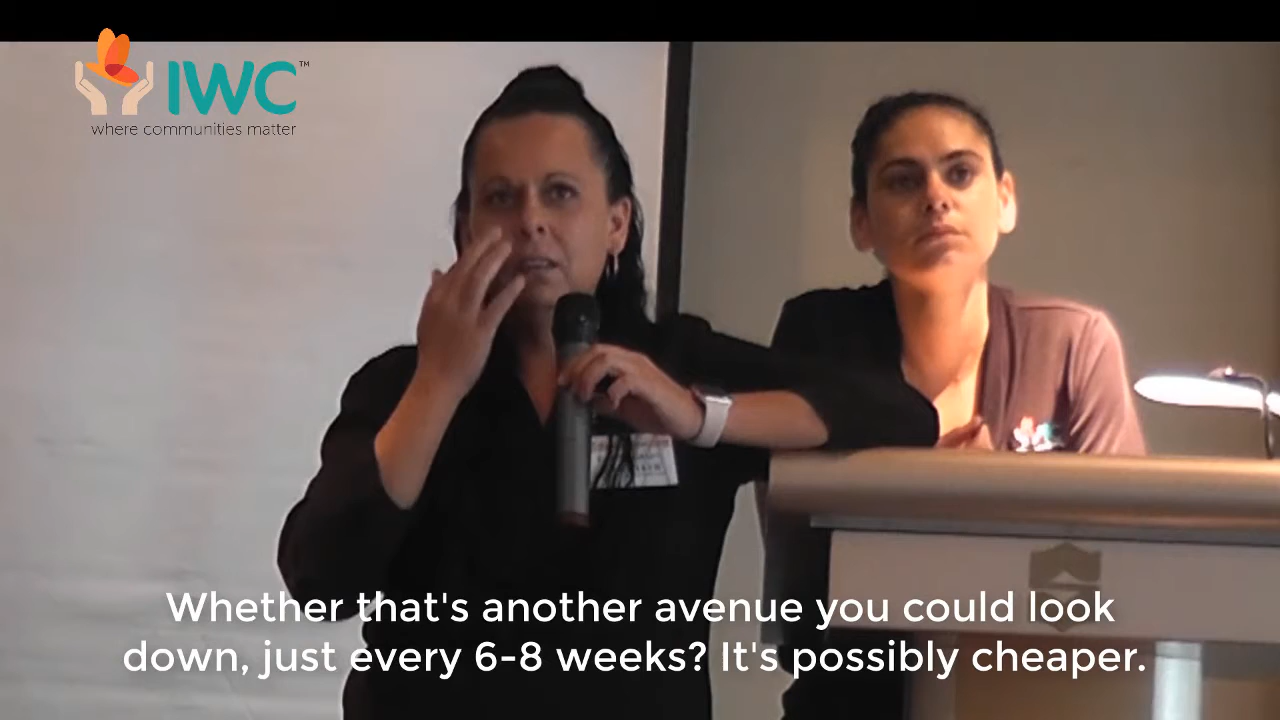 IWC™
where communities matter
Whether that's another avenue you could look
down, just every 6-8 weeks? It's possibly cheaper.